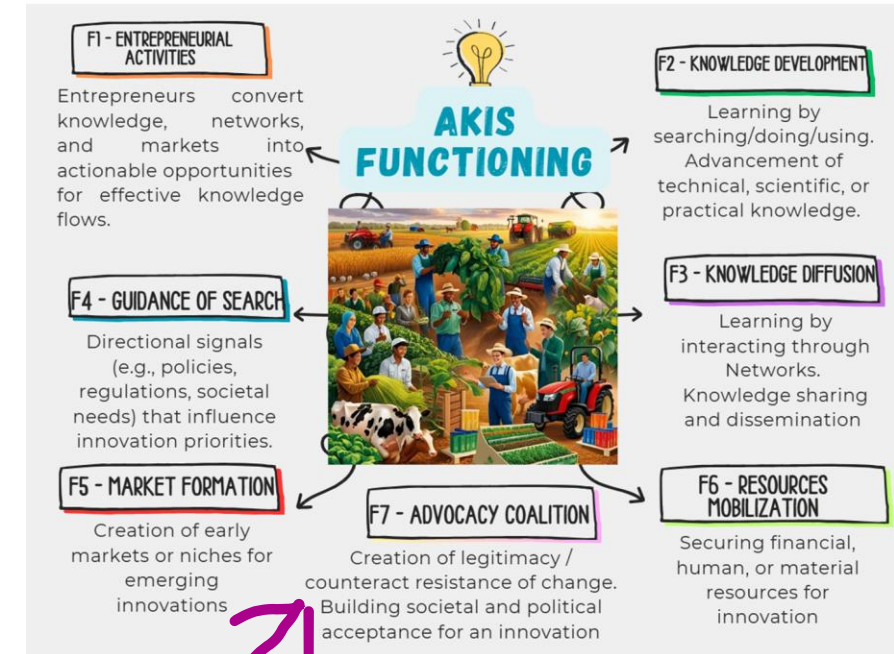 AKIS
FUNCTIONING
F1 - ENTREPRENEURIAL
ACTIVITIES
Entrepreneurs convert
knowledge, networks,
and markets into
actionable opportunities
for effective knowledge
flows.
F2 - KNOWLEDGE DEVELOPMENT
Learning by
searching/doing/using.
Advancement of
technical, scientific, or
practical knowledge.
F3 - KNOWLEDGE DIFFUSION
Learning by
interacting through
Networks.
Knowledge sharing
and dissemination
F4 - GUIDANCE OF SEARCH
Directional signals
(e.g., policies,
regulations, societal
needs) that influence
innovation priorities.
F5 - MARKET FORMATION
Creation of early
markets or niches for
emerging
innovations
F6 - RESOURCES
MOBILIZATION
Securing financial,
human, or material
resources for
innovation
F7 - ADVOCACY COALITION
Creation of legitimacy /
counteract resistance of change.
Building societal and political
acceptance for an innovation